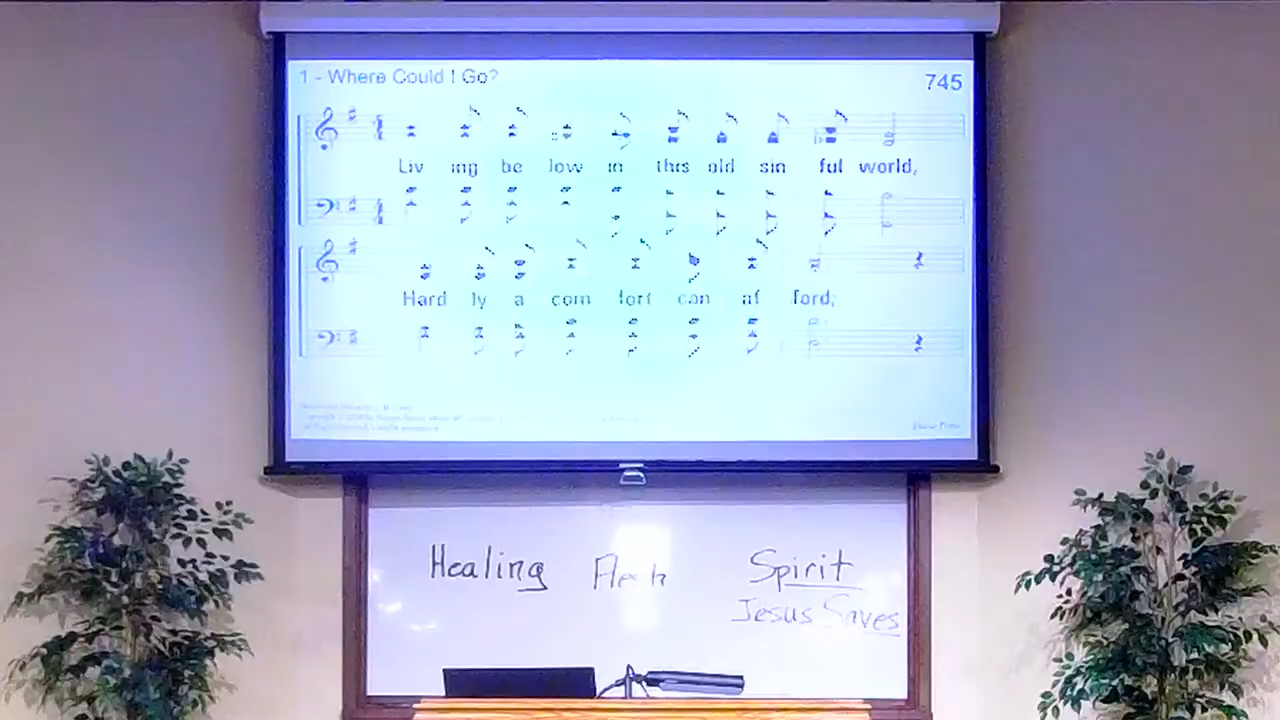 1 - Where Could I Go?
745
Liv ing be low in this old sin ful world,
Hard ly a com fort can af ford;
Healing Flesh Spirit
Jesus Saves